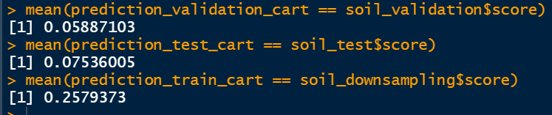 > mean(prediction_validation_cart == soil_validation$score)
[1] 0.05887103
> mean(prediction_test_cart == soil_test$score)
[1] 0.07536005
> mean(prediction_train_cart == soil_downsampling$score)
[1] 0.2579373
>